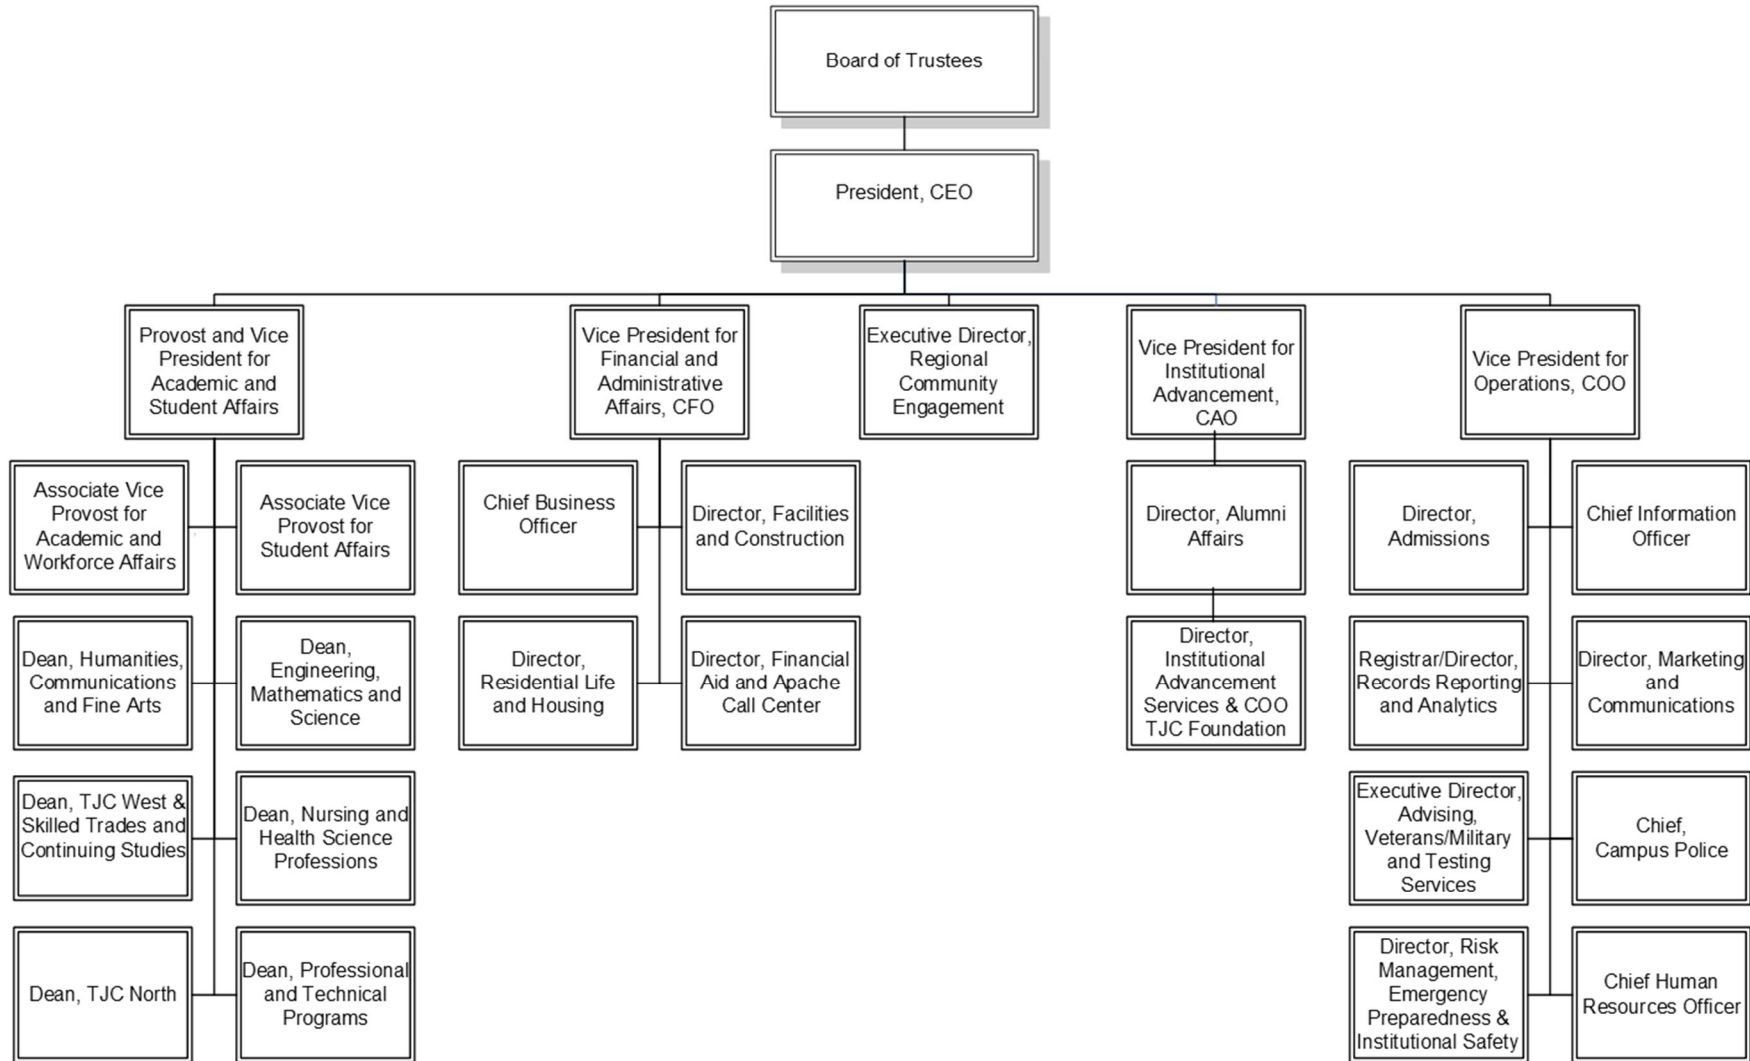 Board of Trustees
President, CEO
Provost and Vice
President for
Academic and
Student Affairs
Vice President for
Financial and
Administrative
Affairs, CFO
Executive Director,
Regional
Community
Engagement
Vice President for
Institutional
Advancement,
CAO
Vice President for
Operations, COO
Associate Vice
Provost for
Academic and
Workforce Affairs
Associate Vice
Provost for
Student Affairs
Chief Business
Officer
Director, Facilities
and Construction
Director, Alumni
Affairs
Director,
Admissions
Chief Information
Officer
Dean, Humanities,
Communications
and Fine Arts
Dean,
Engineering,
Mathematics and
Science
Director,
Residential Life
and Housing
Director, Financial
Aid and Apache
Call Center
Director,
Institutional
Advancement
Services & COO
TJC Foundation
Registrar/Director,
Records Reporting
and Analytics
Director, Marketing
and
Communications
Dean, TJC West &
Skilled Trades and
Continuing Studies
Dean, Nursing and
Health Science
Professions
Executive Director,
Advising,
Veterans/Military
and Testing
Services
Chief,
Campus Police
Dean, TJC North
Dean, Professional
and Technical
Programs
Director, Risk
Management,
Emergency
Preparedness &
Institutional Safety
Chief Human
Resources Officer